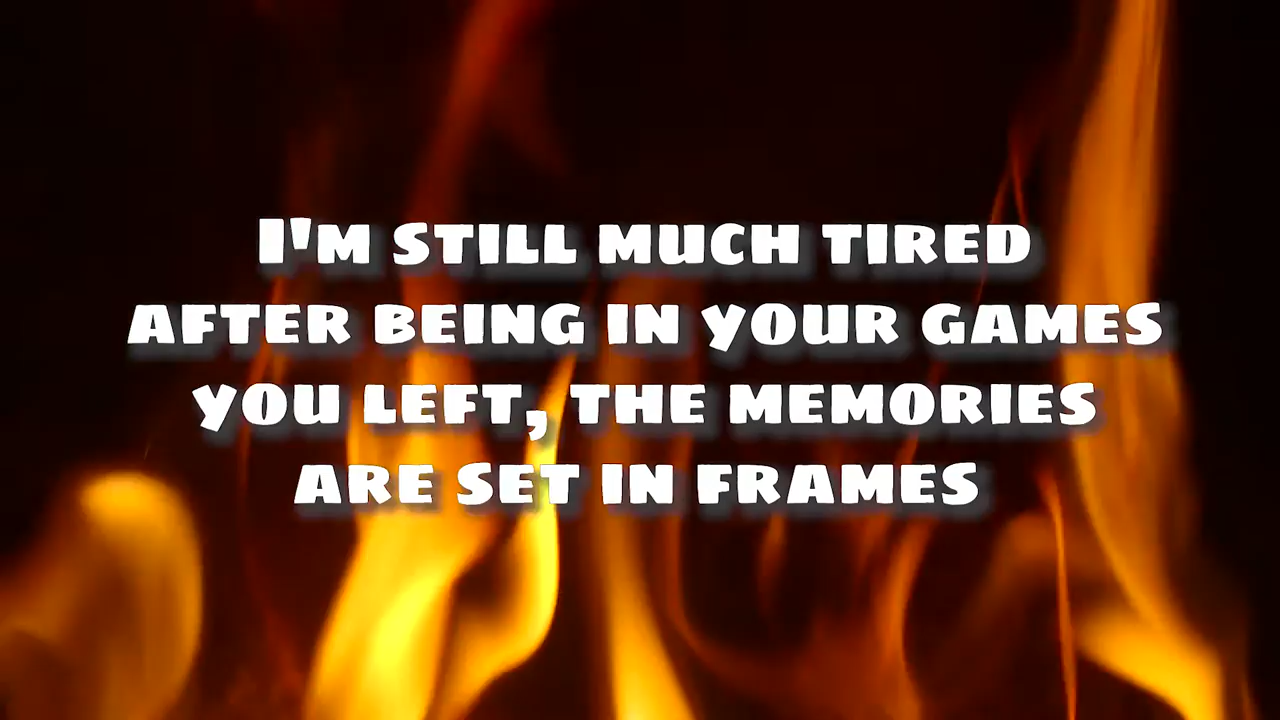 I'm still much tired
after being in your games
you left, the memories
are set in frames